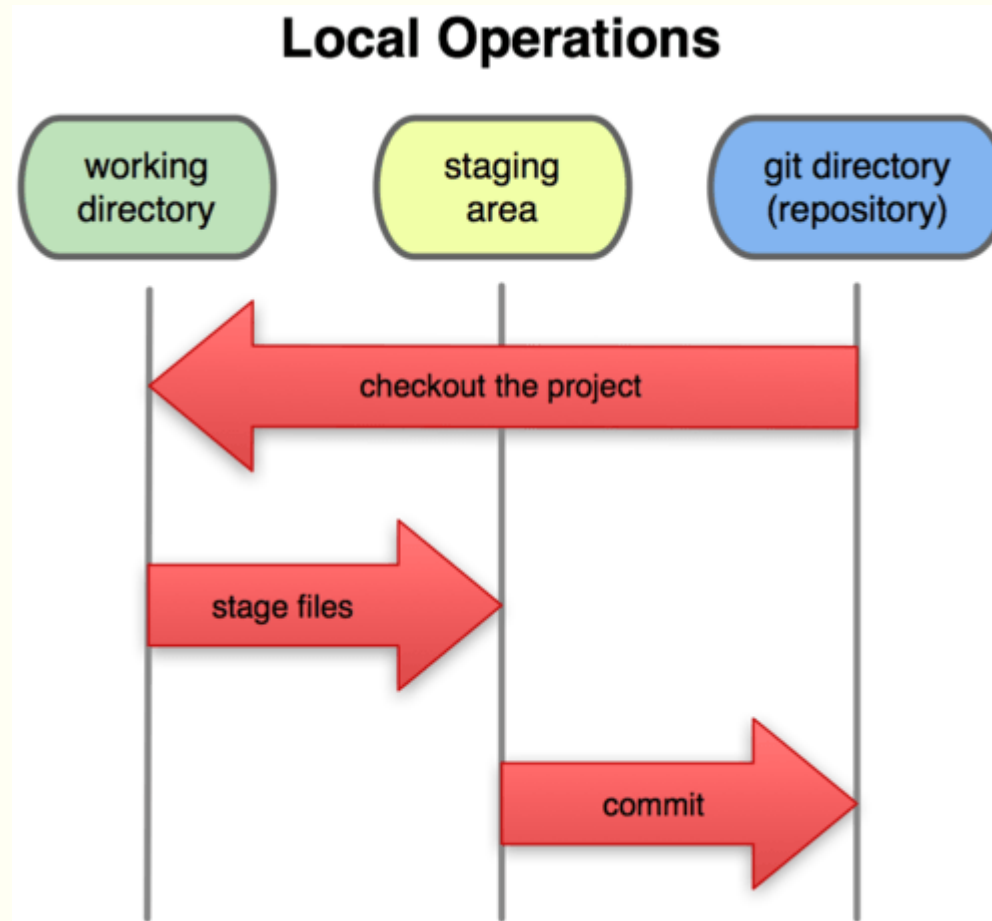 Local Operations
working
directory
staging
area
git directory
(repository)
checkout the project
stage files
commit